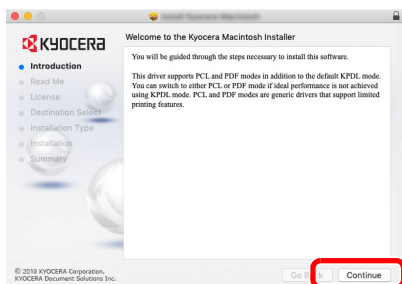 KYOCERA
Welcome to the Kyocera Macintosh Installer
Introduction
Read Me
License
Destination Select
Installation Type
Installation
Summary
You will be guided through the steps necessary to install this software.
This driver supports PCL and PDF modes in addition to the default KPDL mode.
You can switch to either PCL or PDF mode if ideal performance is not achieved
using KPDL mode. PCL and PDF modes are generic drivers that support limited
printing features.
© 2019 KYOCERA Corporation,
KYOCERA Document Solutions Inc.
Go Back
Continue